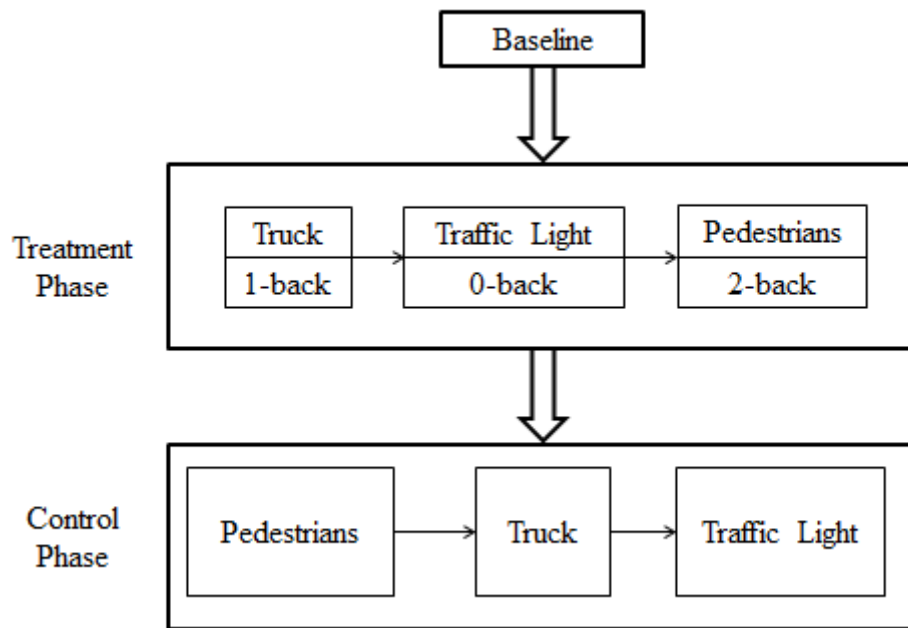 Baseline
Treatment
Phase
Truck
1-back
Traffic Light
0-back
Pedestrians
2-back
Control
Phase
Pedestrians
Truck
Traffic Light